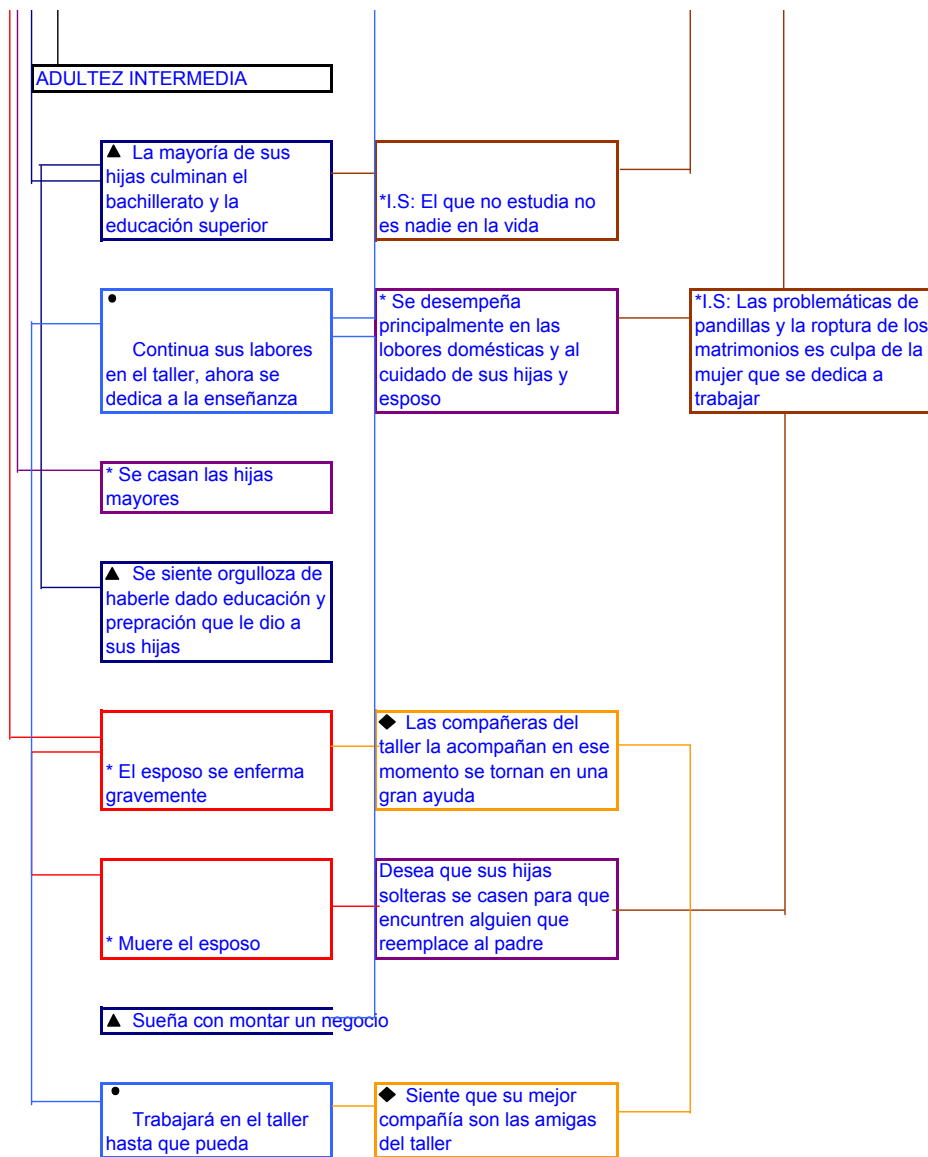 ADULTEZ INTERMEDIA
▲ La mayoría de sus
hijas culminan el
bachillerato y la
educación superior
*I.S: El que no estudia no
es nadie en la vida
●
Continua sus labores
en el taller, ahora se
dedica a la enseñanza
* Se desempeña
principalmente en las
lobores domésticas y al
cuidado de sus hijas y
esposo
*I.S: Las problemáticas de
pandillas y la roptura de los
matrimonios es culpa de la
mujer que se dedica a
trabajar
* Se casan las hijas
mayores
▲ Se siente orgulloza de
haberle dado educación y
prepración que le dio a
sus hijas
* El esposo se enferma
gravemente
◆ Las compañeras del
taller la acompañan en ese
momento se tornan en una
gran ayuda
* Muere el esposo
Desea que sus hijas
solteras se casen para que
encuntren alguien que
reemplace al padre
▲ Sueña con montar un negocio
●
Trabajará en el taller
hasta que pueda
◆ Siente que su mejor
compañía son las amigas
del taller